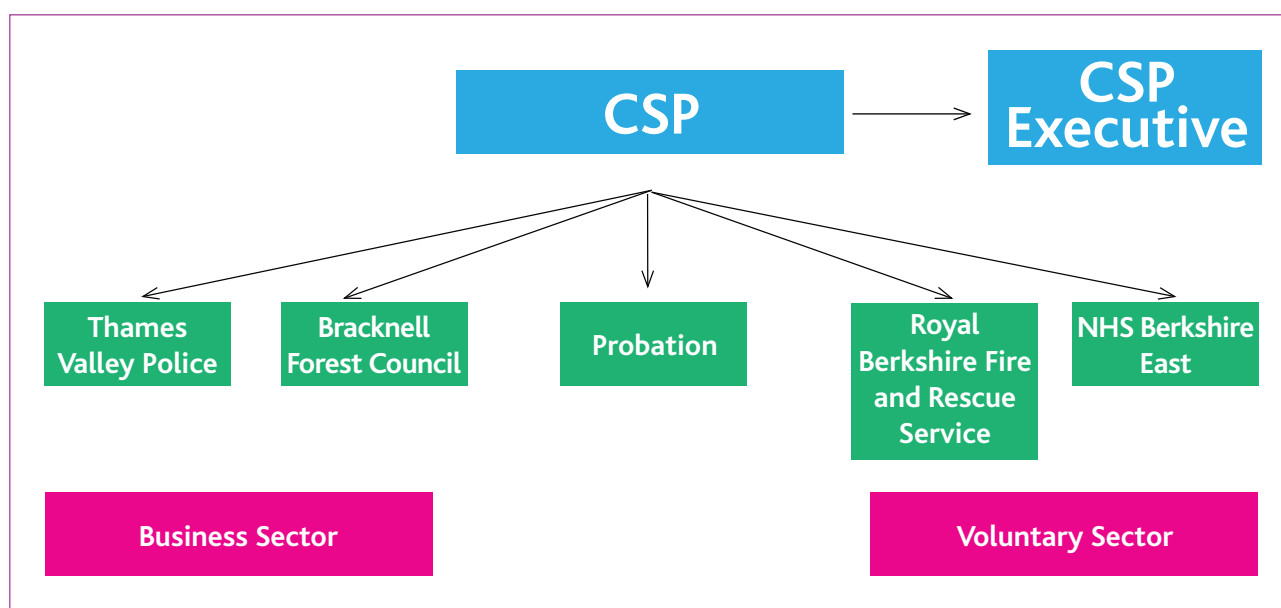 CSP
CSP
Executive
Thames
Valley Police
Bracknell
Forest Council
Probation
Royal
Berkshire Fire
and Rescue
Service
NHS Berkshire
East
Business Sector
Voluntary Sector